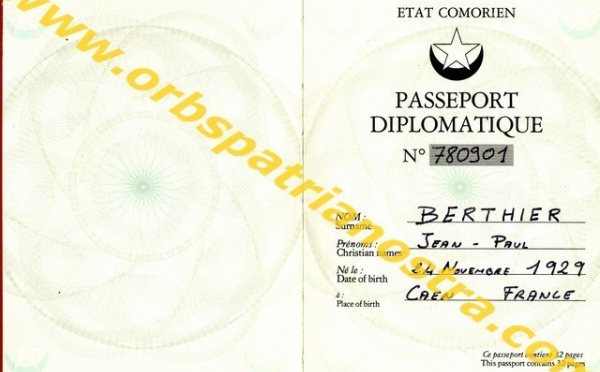 www.orbspatrianostra.com
ETAT COMORIEN
PASSEPORT
DIPLOMATIQUE
N° 780901
NOM : BERTHIER
Surname
Prénoms : JEAN - PAUL
Christian names
Né le : 24 NOVEMBRE 1929
Date of birth
à : CAEN FRANCE
Place of birth
Ce passeport contient 32 pages
This passport contains 32 pages